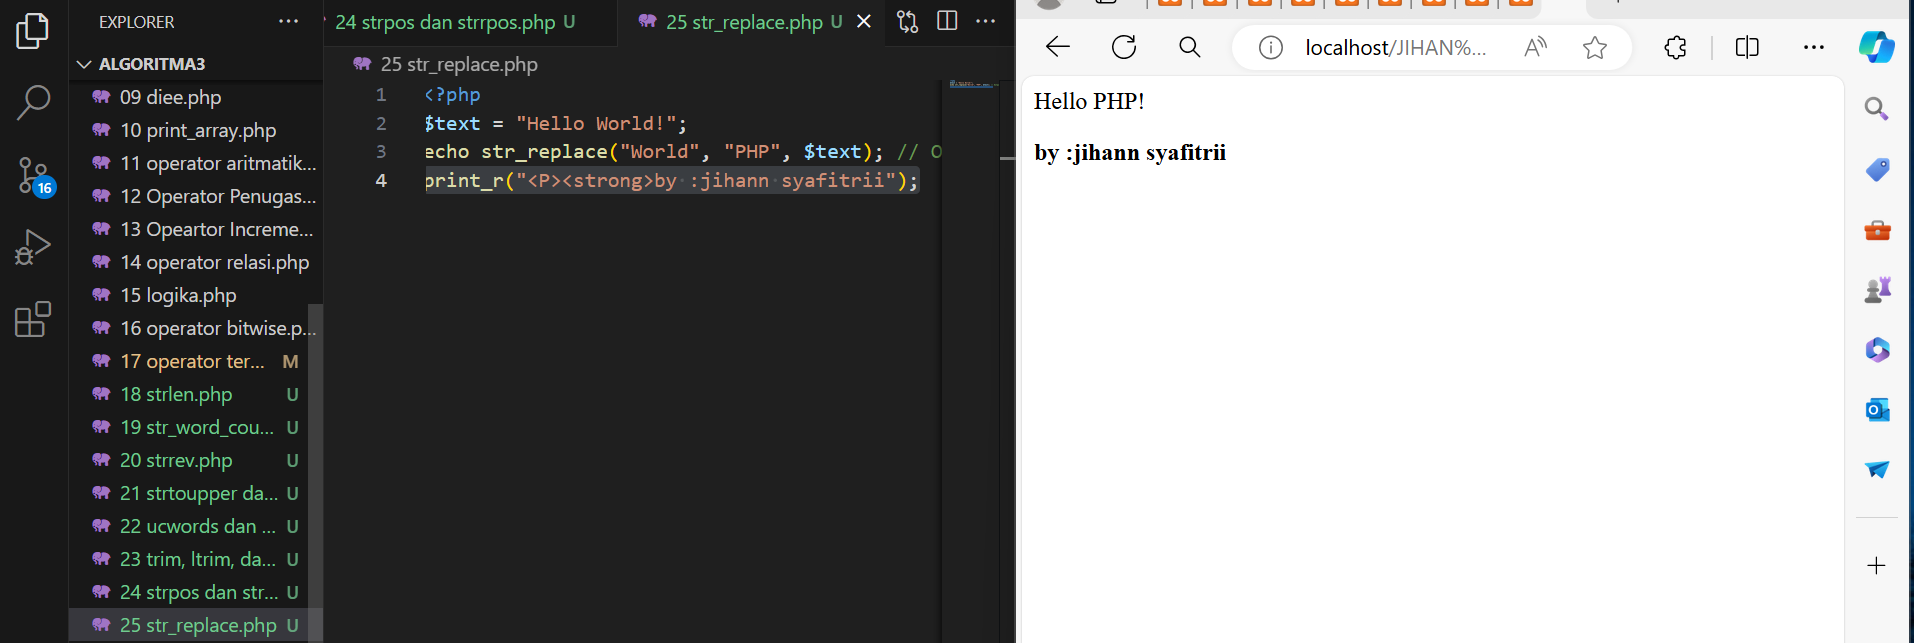 EXPLORER
ALGORITMA3
09 diee.php
10 print_array.php
11 operator aritmatik...
12 Operator Penugas...
13 Opeartor Increme...
14 operator relasi.php
15 logika.php
16 operator bitwise.p...
17 operator ter... M
18 strlen.php U
19 str_word_cou... U
20 strrev.php U
21 strtoupper da... U
22 ucwords dan ... U
23 trim, ltrim, da... U
24 strpos dan str... U
25 str_replace.php U
16
24 strpos dan strrpos.php U
25 str_replace.php U
25 str_replace.php
1 <?php
2 $text = "Hello World!";
3 echo str_replace("World", "PHP", $text); // O
4 print_r("<P><strong>by :jihann syafitrii");
localhost/JIHAN%...
Hello PHP!
by :jihann syafitrii